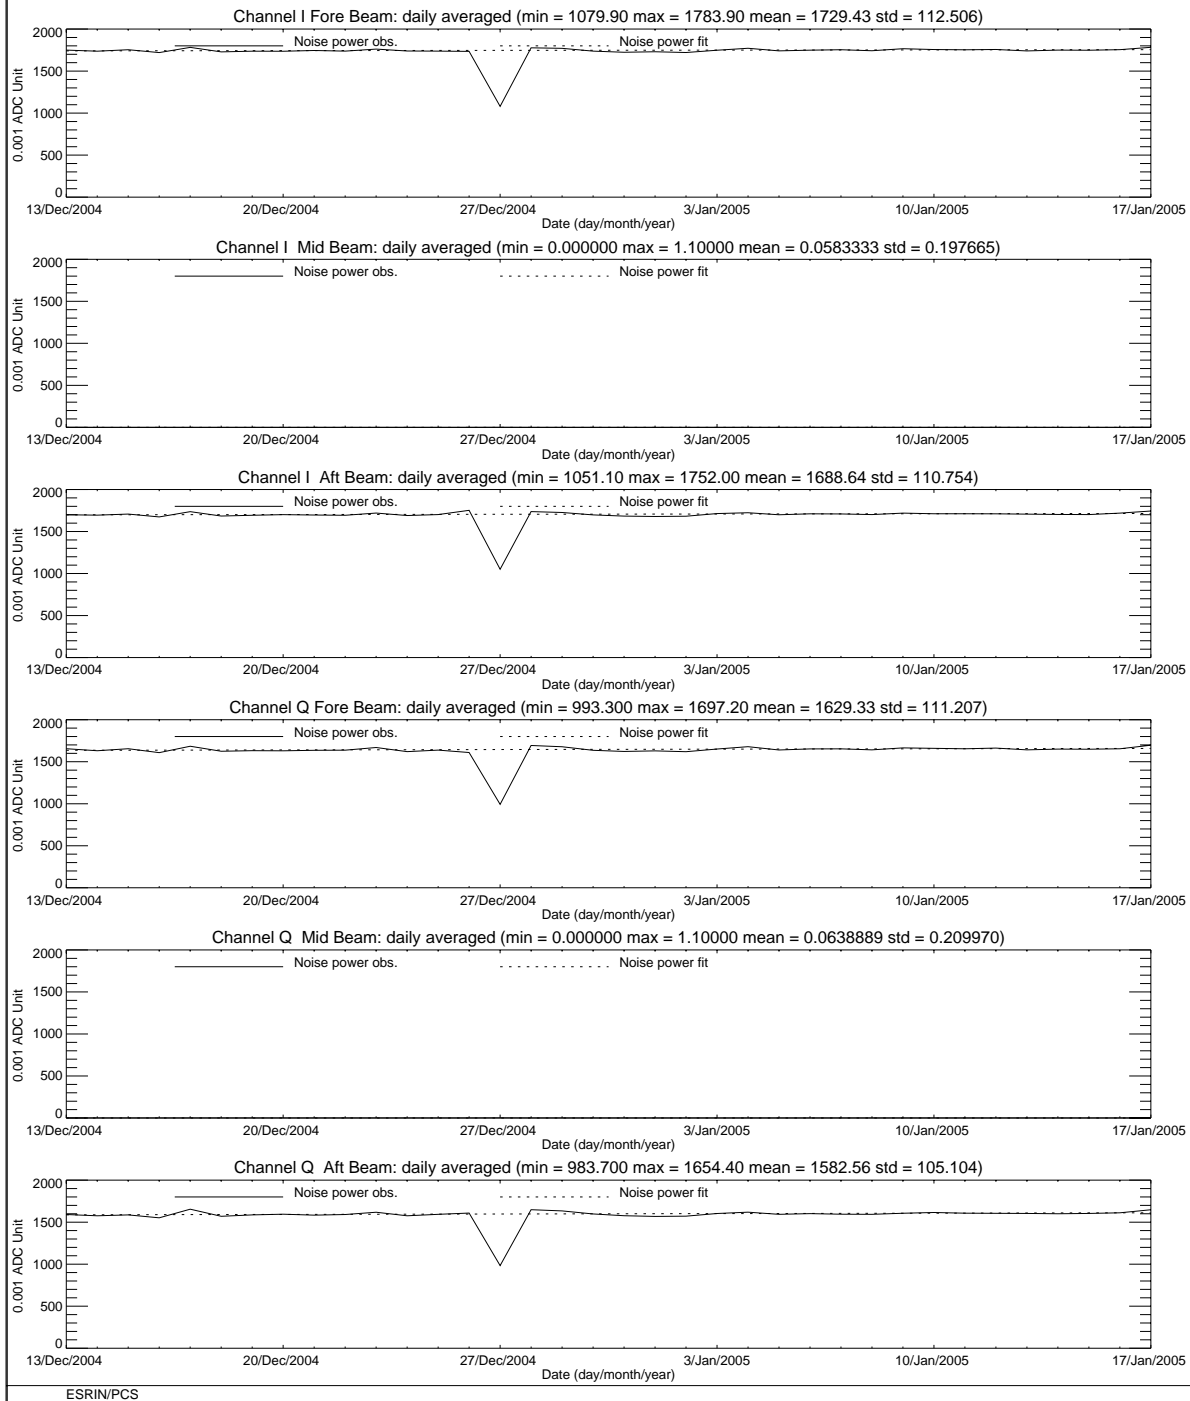 Channel I Fore Beam: daily averaged (min = 1079.90 max = 1783.90 mean = 1729.43 std = 112.506)
2000
Noise power obs.
Noise power fit
1500
1000
500
0
0.001 ADC Unit
13/Dec/2004
20/Dec/2004
27/Dec/2004
3/Jan/2005
10/Jan/2005
17/Jan/2005
Date (day/month/year)
Channel I Mid Beam: daily averaged (min = 0.000000 max = 1.10000 mean = 0.0583333 std = 0.197665)
2000
Noise power obs.
Noise power fit
1500
1000
500
0
0.001 ADC Unit
13/Dec/2004
20/Dec/2004
27/Dec/2004
3/Jan/2005
10/Jan/2005
17/Jan/2005
Date (day/month/year)
Channel I Aft Beam: daily averaged (min = 1051.10 max = 1752.00 mean = 1688.64 std = 110.754)
2000
Noise power obs.
Noise power fit
1500
1000
500
0
0.001 ADC Unit
13/Dec/2004
20/Dec/2004
27/Dec/2004
3/Jan/2005
10/Jan/2005
17/Jan/2005
Date (day/month/year)
Channel Q Fore Beam: daily averaged (min = 993.300 max = 1697.20 mean = 1629.33 std = 111.207)
2000
Noise power obs.
Noise power fit
1500
1000
500
0
0.001 ADC Unit
13/Dec/2004
20/Dec/2004
27/Dec/2004
3/Jan/2005
10/Jan/2005
17/Jan/2005
Date (day/month/year)
Channel Q Mid Beam: daily averaged (min = 0.000000 max = 1.10000 mean = 0.0638889 std = 0.209970)
2000
Noise power obs.
Noise power fit
1500
1000
500
0
0.001 ADC Unit
13/Dec/2004
20/Dec/2004
27/Dec/2004
3/Jan/2005
10/Jan/2005
17/Jan/2005
Date (day/month/year)
Channel Q Aft Beam: daily averaged (min = 983.700 max = 1654.40 mean = 1582.56 std = 105.104)
2000
Noise power obs.
Noise power fit
1500
1000
500
0
0.001 ADC Unit
13/Dec/2004
20/Dec/2004
27/Dec/2004
3/Jan/2005
10/Jan/2005
17/Jan/2005
Date (day/month/year)
ESRIN/PCS